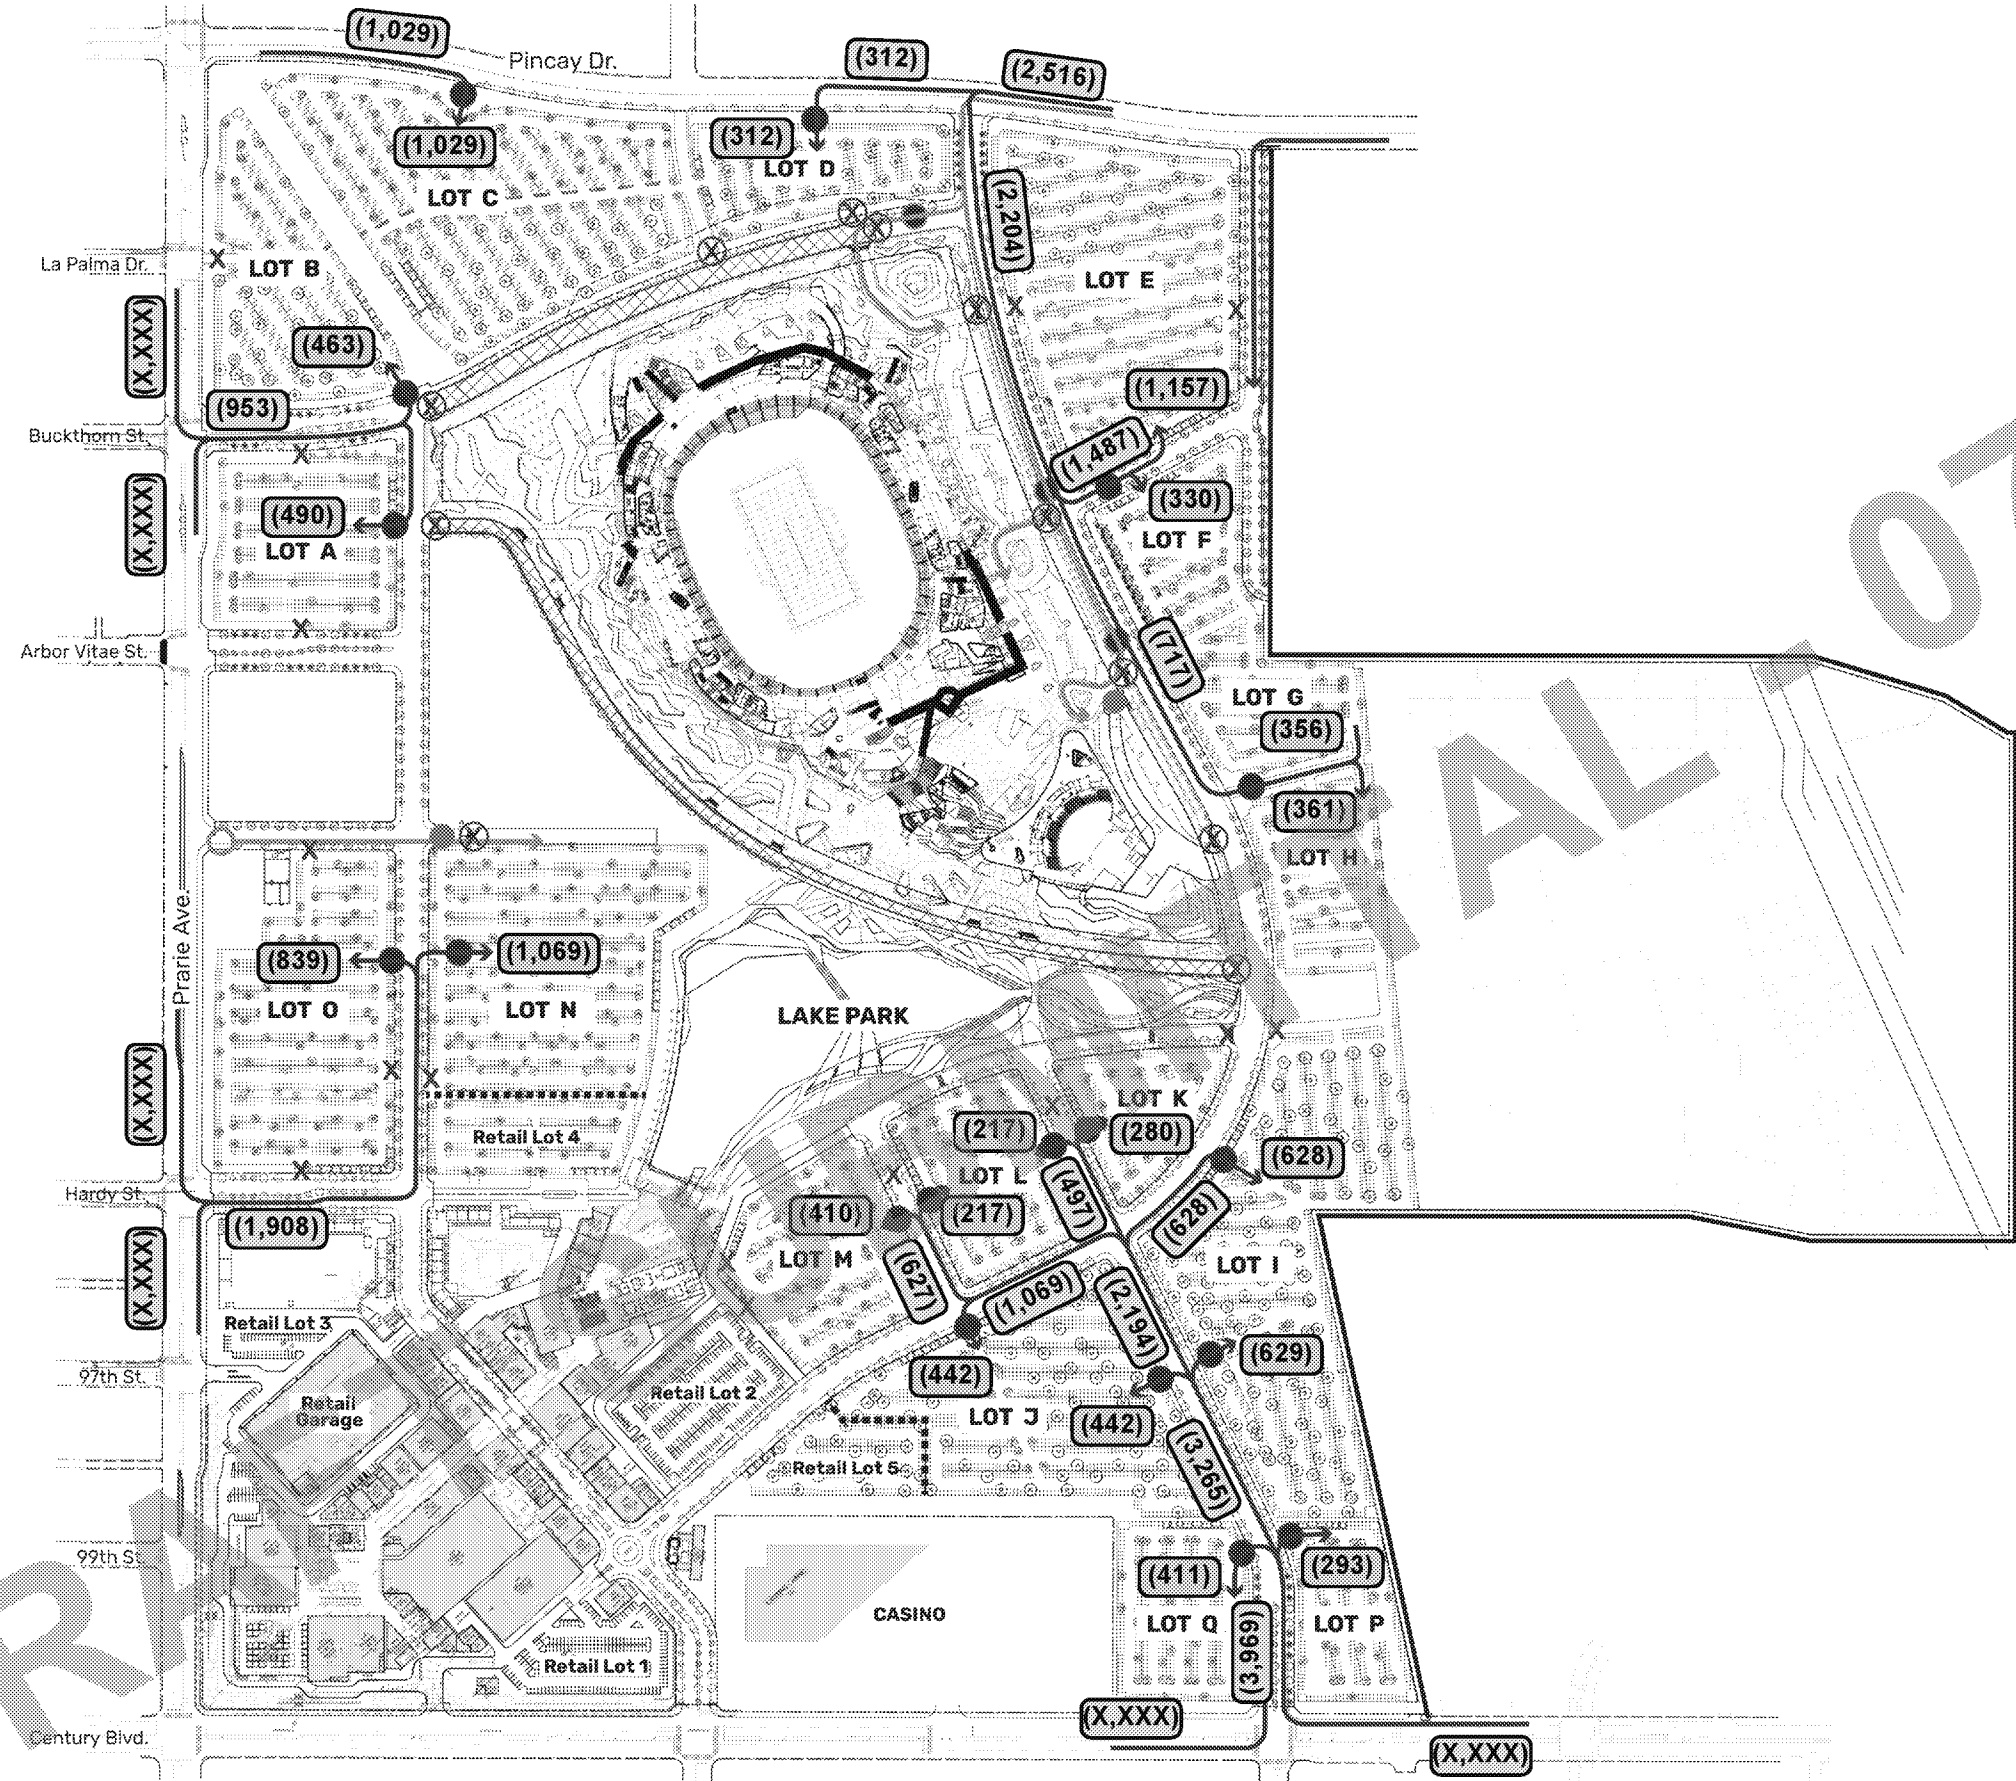 (1,029)
Pincay Dr.
(312)
(2,516)
(1,029)
(312)
LOT D
LOT C
(2,204)
La Palma Dr.
LOT B
LOT E
(X,XXX)
(463)
(1,157)
(953)
Buckthorn St.
(1,487)
(330)
(X,XXX)
(490)
LOT A
LOT F
Arbor Vitae St.
(717)
LOT G
(356)
(361)
LOT H
Prarie Ave.
(839)
(1,069)
LOT O
LOT N
LAKE PARK
(X,XXX)
LOT K
(217)
(280)
Retail Lot 4
(628)
LOT L
Hardy St.
(497)
(410)
(217)
(628)
(1,908)
LOT M
LOT I
(X,XXX)
(627)
(1,069)
(2,194)
Retail Lot 3
(629)
97th St.
(442)
Retail Lot 2
Retail
Garage
LOT J
(442)
(3,265)
Retail Lot 5
99th St.
(411)
(293)
CASINO
LOT Q
LOT P
(3,969)
Retail Lot 1
(X,XXX)
Century Blvd.
(X,XXX)